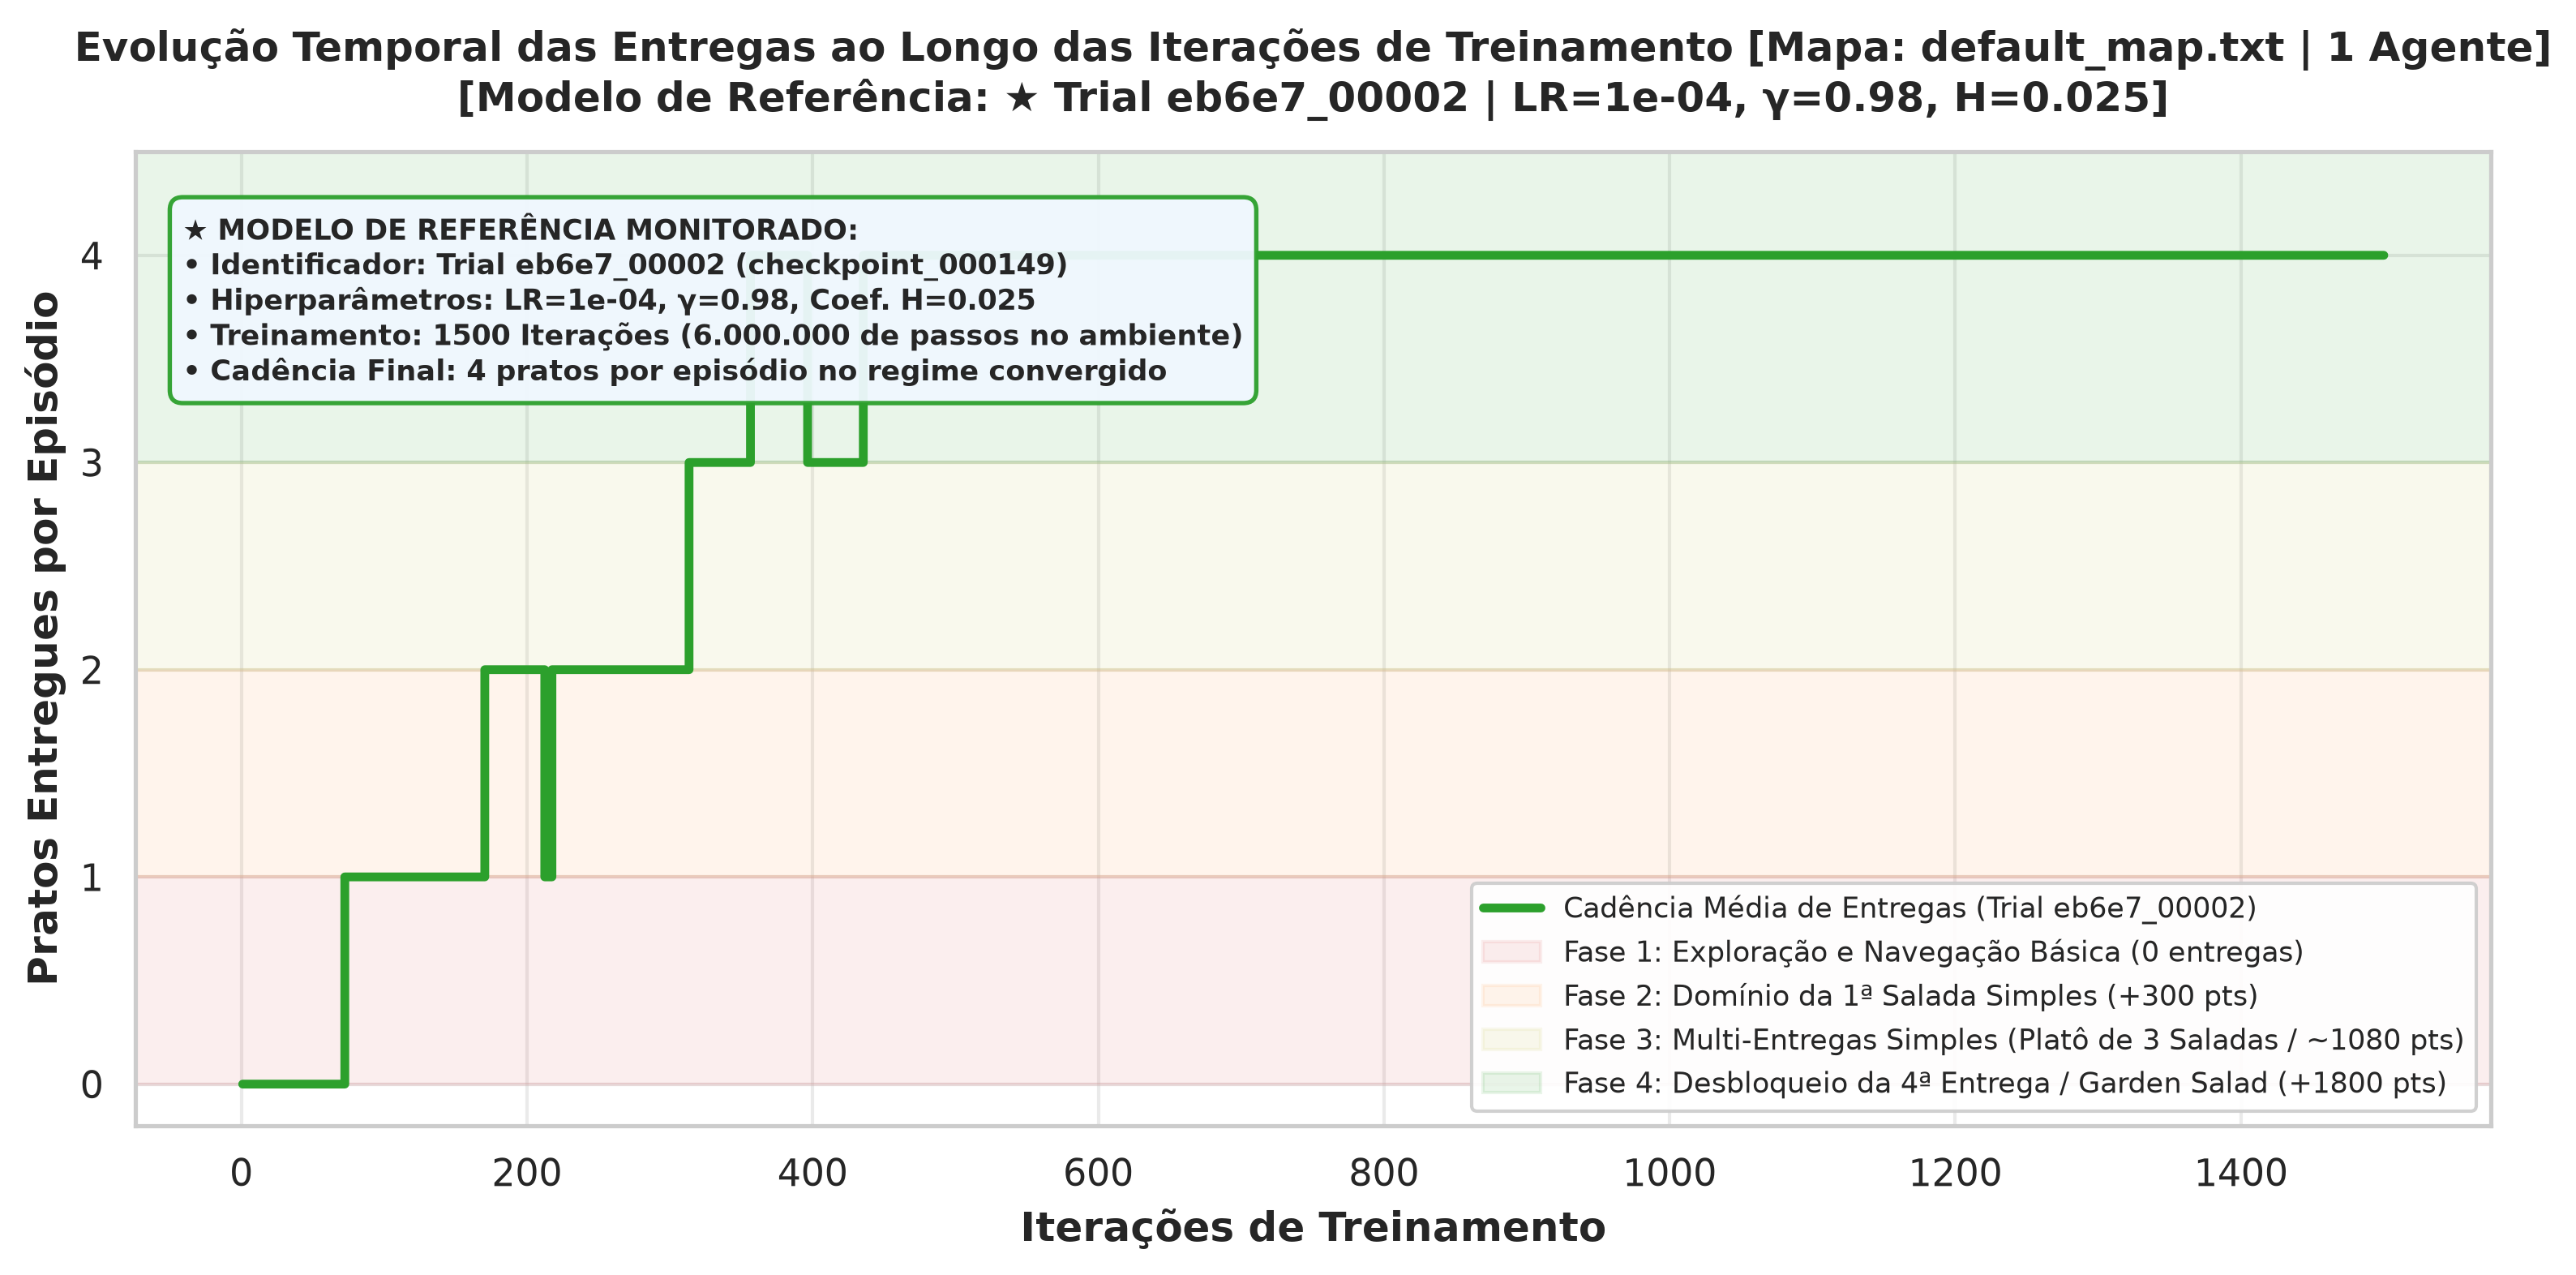 Evolução Temporal das Entregas ao Longo das Iterações de Treinamento [Mapa: default_map.txt | 1 Agente]
[Modelo de Referência: ★ Trial eb6e7_00002 | LR=1e-04, γ=0.98, H=0.025]
★ MODELO DE REFERÊNCIA MONITORADO:
• Identificador: Trial eb6e7_00002 (checkpoint_000149)
• Hiperparâmetros: LR=1e-04, γ=0.98, Coef. H=0.025
• Treinamento: 1500 Iterações (6.000.000 de passos no ambiente)
• Cadência Final: 4 pratos por episódio no regime convergido
Pratos Entregues por Episódio
4
3
2
1
0
Cadência Média de Entregas (Trial eb6e7_00002)
Fase 1: Exploração e Navegação Básica (0 entregas)
Fase 2: Domínio da 1ª Salada Simples (+300 pts)
Fase 3: Multi-Entregas Simples (Platô de 3 Saladas / ~1080 pts)
Fase 4: Desbloqueio da 4ª Entrega / Garden Salad (+1800 pts)
0 200 400 600 800 1000 1200 1400
Iterações de Treinamento